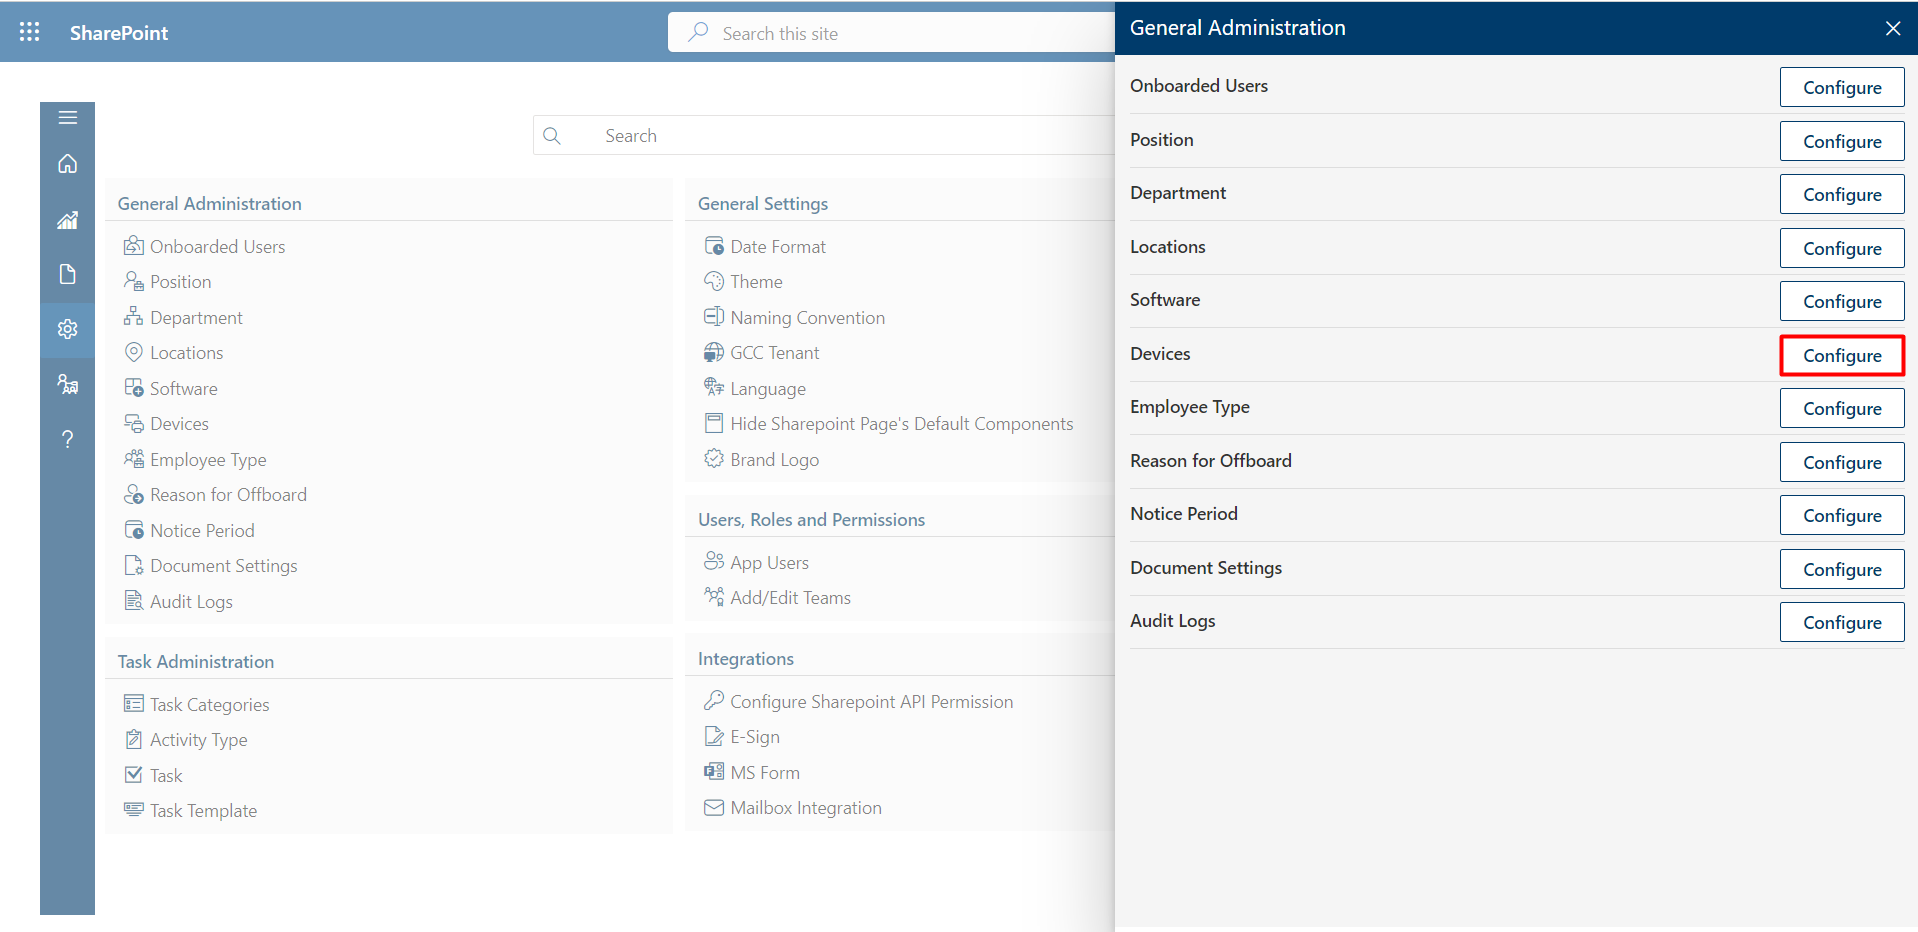 SharePoint
Search this site
Search
General Administration
Onboarded Users
Position
Department
Locations
Software
Devices
Employee Type
Reason for Offboard
Notice Period
Document Settings
Audit Logs
Task Administration
Task Categories
Activity Type
Task
Task Template
General Settings
Date Format
Theme
Naming Convention
GCC Tenant
Language
Hide Sharepoint Page's Default Components
Brand Logo
Users, Roles and Permissions
App Users
Add/Edit Teams
Integrations
Configure Sharepoint API Permission
E-Sign
MS Form
Mailbox Integration
General Administration
Onboarded Users Configure
Position Configure
Department Configure
Locations Configure
Software Configure
Devices Configure
Employee Type Configure
Reason for Offboard Configure
Notice Period Configure
Document Settings Configure
Audit Logs Configure